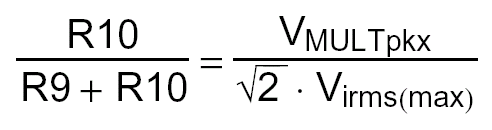 R10 / (R9 + R10) = V_MULTpkx / (√2 · V_irms(max))